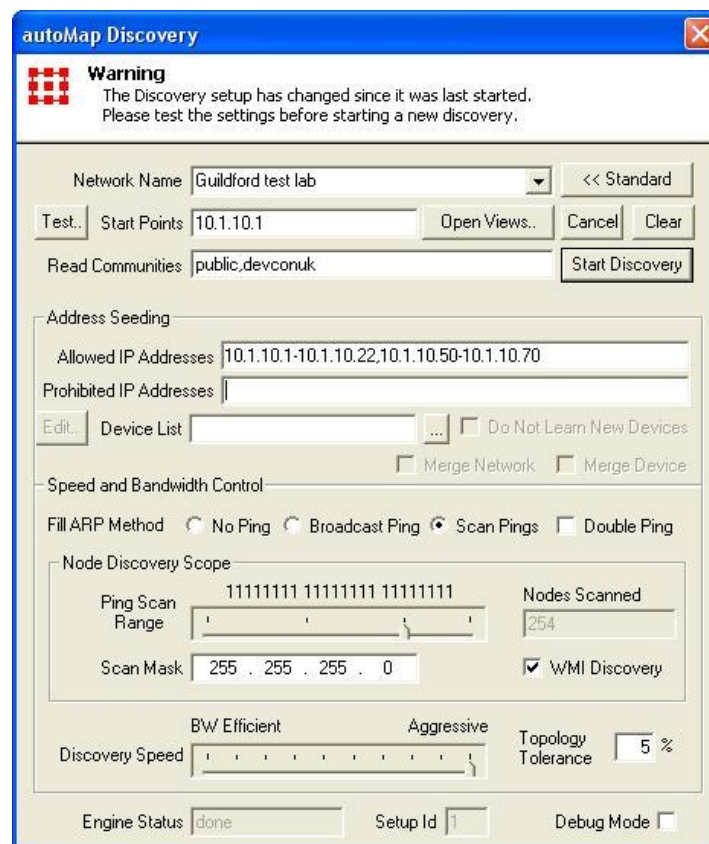 autoMap Discovery
Warning
The Discovery setup has changed since it was last started.
Please test the settings before starting a new discovery.
Network Name Guildford test lab << Standard
Test.. Start Points 10.1.10.1 Open Views.. Cancel Clear
Read Communities public,devconuk Start Discovery
Address Seeding
Allowed IP Addresses 10.1.10.1-10.1.10.22,10.1.10.50-10.1.10.70
Prohibited IP Addresses
Edit.. Device List ... Do Not Learn New Devices
Merge Network Merge Device
Speed and Bandwidth Control
Fill ARP Method No Ping Broadcast Ping Scan Pings Double Ping
Node Discovery Scope
11111111 11111111 11111111 Nodes Scanned
Ping Scan Range 254
Scan Mask 255 . 255 . 255 . 0 WMI Discovery
BW Efficient Aggressive
Discovery Speed Topology Tolerance 5 %
Engine Status done Setup Id 1 Debug Mode